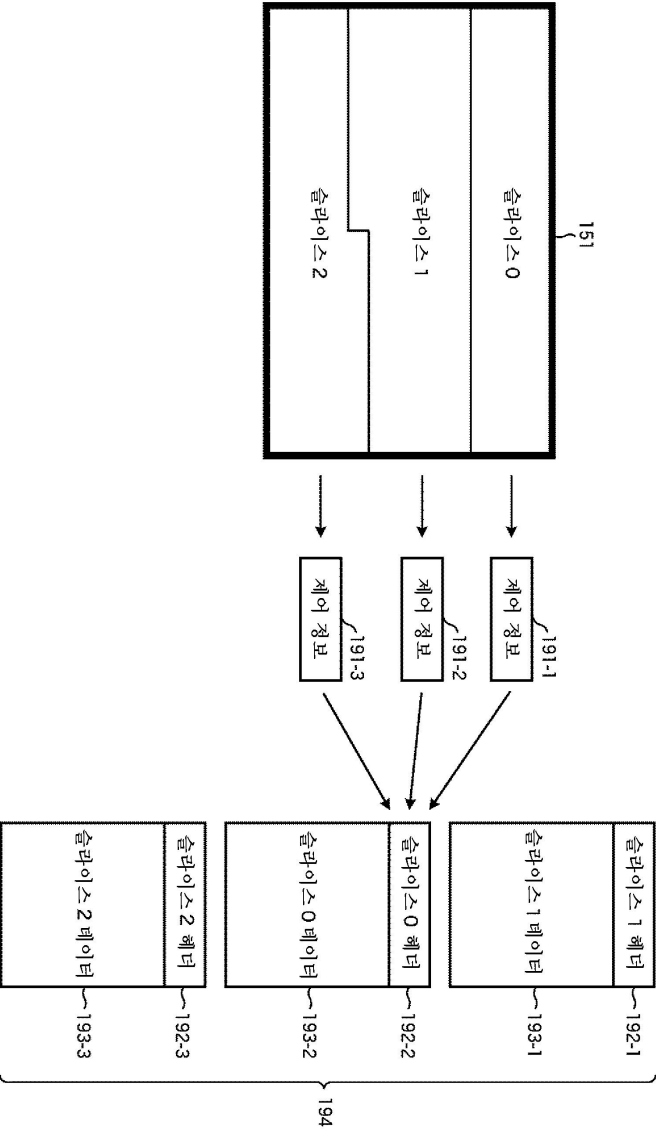 151
슬라이스 0
슬라이스 1
슬라이스 2
191-1
제어 정보
191-2
제어 정보
191-3
제어 정보
슬라이스 1 헤더
192-1
슬라이스 1 데이터
193-1
슬라이스 0 헤더
192-2
슬라이스 0 데이터
193-2
슬라이스 2 헤더
192-3
슬라이스 2 데이터
193-3
194